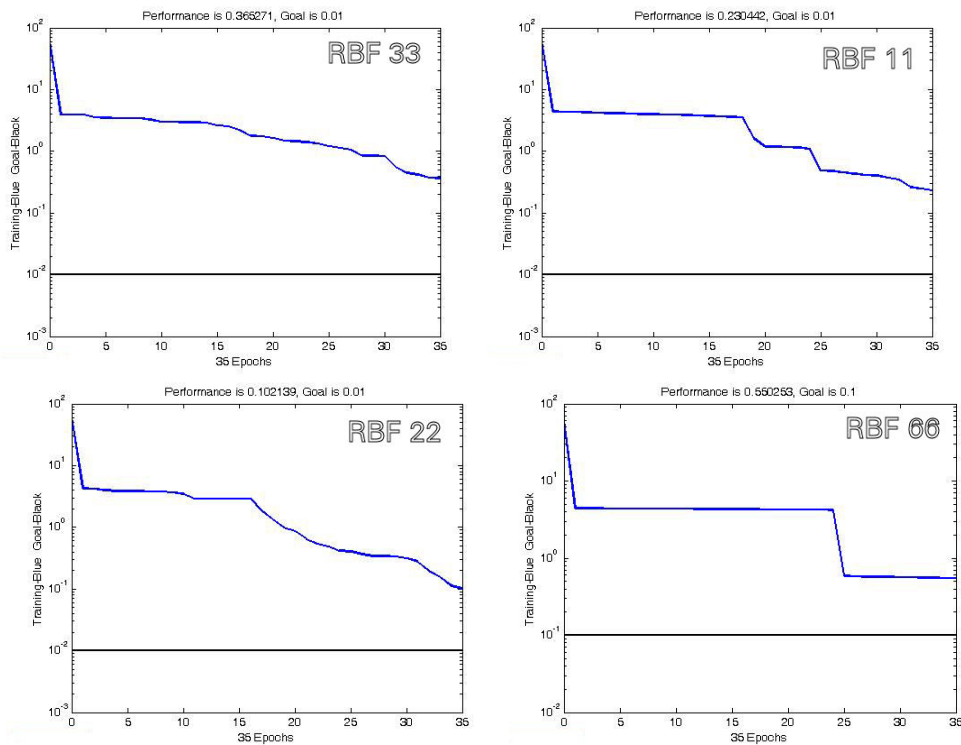 Performance is 0.365271, Goal is 0.01
RBF 33
10^2
10^1
10^0
10^-1
10^-2
10^-3
Training-Blue Goal-Black
0 5 10 15 20 25 30 35
35 Epochs
Performance is 0.230442, Goal is 0.01
RBF 11
10^2
10^1
10^0
10^-1
10^-2
10^-3
Training-Blue Goal-Black
0 5 10 15 20 25 30 35
35 Epochs
Performance is 0.102139, Goal is 0.01
RBF 22
10^2
10^1
10^0
10^-1
10^-2
10^-3
Training-Blue Goal-Black
0 5 10 15 20 25 30 35
35 Epochs
Performance is 0.550253, Goal is 0.1
RBF 66
10^2
10^1
10^0
10^-1
10^-2
Training-Blue Goal-Black
0 5 10 15 20 25 30 35
35 Epochs